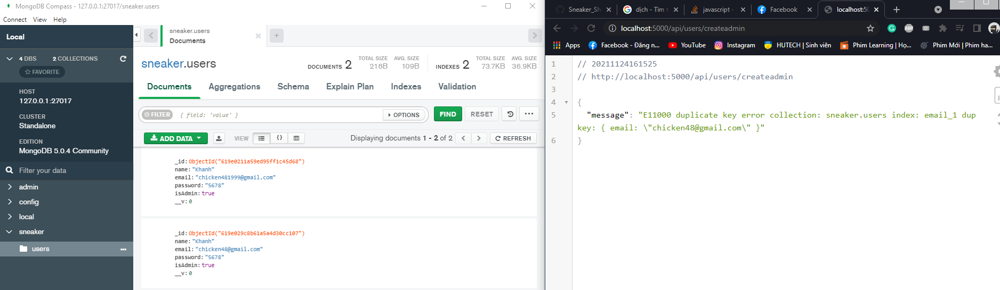 MongoDB Compass - 127.0.0.1:27017/sneaker.users
Connect View Help
Local
4 DBS 2 COLLECTIONS
FAVORITE
HOST
127.0.0.1:27017
CLUSTER
Standalone
EDITION
MongoDB 5.0.4 Community
Filter your data
admin
config
local
sneaker
users
sneaker.users
Documents
sneaker.users
DOCUMENTS 2
TOTAL SIZE
218B
AVG. SIZE
109B
INDEXES 2
TOTAL SIZE
73.7KB
AVG. SIZE
36.9KB
Documents Aggregations Schema Explain Plan Indexes Validation
FILTER { field: 'value' } OPTIONS FIND RESET
ADD DATA VIEW {} Displaying documents 1 - 2 of 2 REFRESH
_id: ObjectId("619e0211a59ed95ff1c45d68")
name: "Khanh"
email: "chicken481999@gmail.com"
password: "5678"
isAdmin: true
__v: 0
_id: ObjectId("619e029c8b61a5a4d30cc107")
name: "Khanh"
email: "chicken48@gmail.com"
password: "5678"
isAdmin: true
__v: 0
Sneaker_Sh dịch - Tìm t javascript - Facebook localhost:50
localhost:5000/api/users/createadmin
ABP
Apps Facebook - Đăng n... YouTube Instagram HUTECH | Sinh viên Phim Learning | Họ... Phim Mới | Phim ha...
1 // 20211124161525
2 // http://localhost:5000/api/users/createadmin
3
4 {
5 "message": "E11000 duplicate key error collection: sneaker.users index: email_1 dup
key: { email: \"chicken48@gmail.com\" }"
6 }